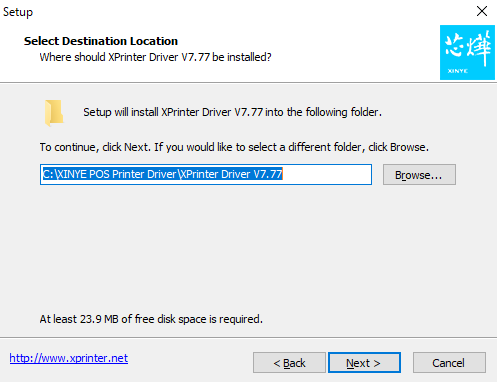 Setup
Select Destination Location
Where should XPrinter Driver V7.77 be installed?
芯烨
XINYE
Setup will install XPrinter Driver V7.77 into the following folder.
To continue, click Next. If you would like to select a different folder, click Browse.
C:\XINYE POS Printer Driver\XPrinter Driver V7.77
Browse...
At least 23.9 MB of free disk space is required.
http://www.xprinter.net
< Back
Next >
Cancel